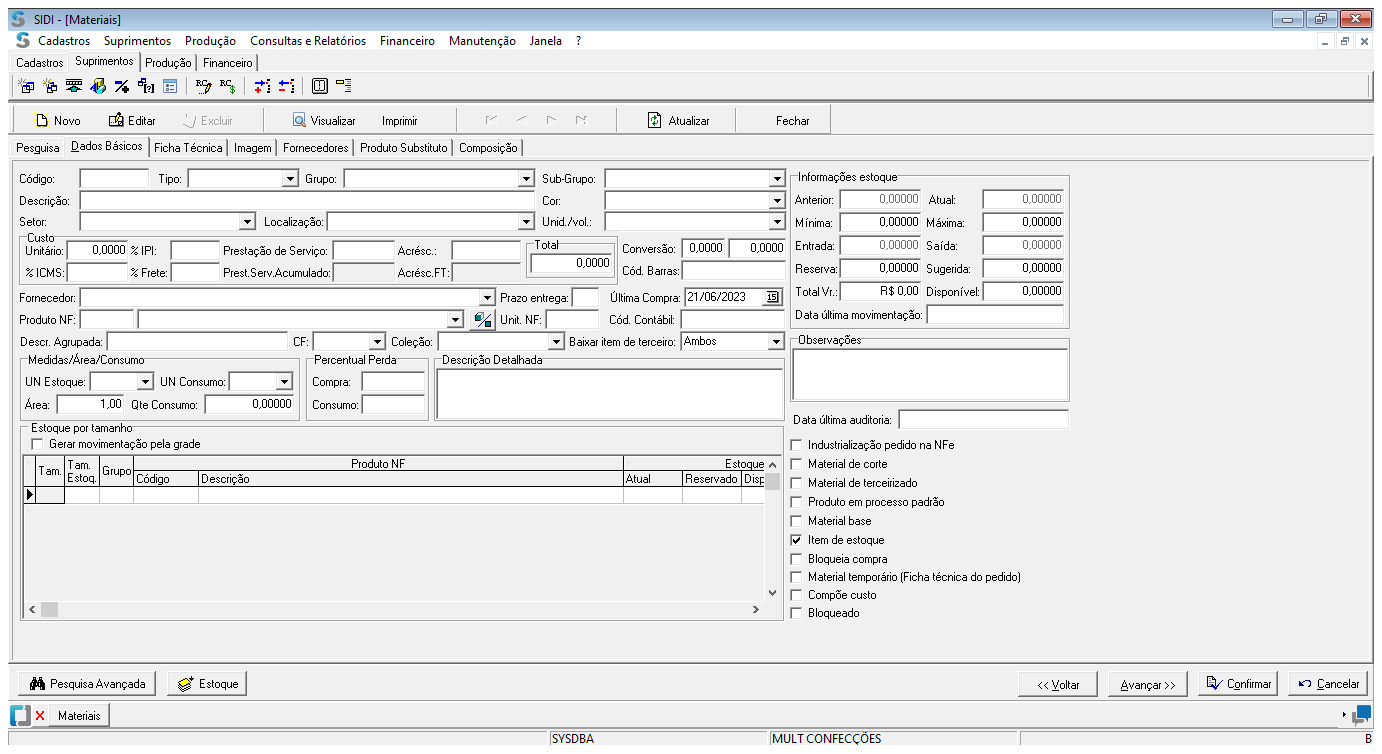 SIDI - [Materiais]
Cadastros Suprimentos Produção Consultas e Relatórios Financeiro Manutenção Janela ?
Cadastros Suprimentos Produção Financeiro
RC RC$
Novo Editar Excluir Visualizar Imprimir Atualizar Fechar
Pesquisa Dados Básicos Ficha Técnica Imagem Fornecedores Produto Substituto Composição
Código: Tipo: Grupo: Sub-Grupo: Informações estoque
Descrição: Cor: Anterior: 0,00000 Atual: 0,00000
Setor: Localização: Unid./vol.: Mínima: 0,00000 Máxima: 0,00000
Custo Total
Unitário: 0,0000 % IPI: Prestação de Serviço: Acrésc.: 0,0000 Conversão: 0,0000 0,0000 Entrada: 0,00000 Saída: 0,00000
% ICMS: % Frete: Prest.Serv.Acumulado: Acrésc.FT: Cód. Barras: Reserva: 0,00000 Sugerida: 0,00000
Fornecedor: Prazo entrega: Última Compra: 21/06/2023 15 Total Vr.: R$ 0,00 Disponível: 0,00000
Produto NF: Unit. NF: Cód. Contábil: Data última movimentação:
Descr. Agrupada: CF: Coleção: Baixar item de terceiro: Ambos Observações
Medidas/Área/Consumo Percentual Perda Descrição Detalhada
UN Estoque: UN Consumo: Compra:
Área: 1,00 Qte Consumo: 0,00000 Consumo:
Data última auditoria:
Estoque por tamanho
Gerar movimentação pela grade
Tam. Tam. Estoq. Grupo Produto NF Estoque
Código Descrição Atual Reservado Disp
Industrialização pedido na NFe
Material de corte
Material de terceirizado
Produto em processo padrão
Material base
Item de estoque
Bloqueia compra
Material temporário (Ficha técnica do pedido)
Compõe custo
Bloqueado
Pesquisa Avançada Estoque << Voltar Avançar >> Confirmar Cancelar
Materiais
SYSDBA MULT CONFECÇÕES B